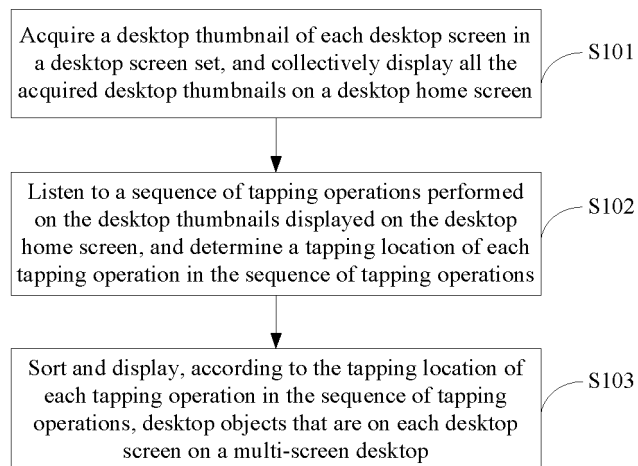 Acquire a desktop thumbnail of each desktop screen in
a desktop screen set, and collectively display all the
acquired desktop thumbnails on a desktop home screen
S101
Listen to a sequence of tapping operations performed
on the desktop thumbnails displayed on the desktop
home screen, and determine a tapping location of each
tapping operation in the sequence of tapping operations
S102
Sort and display, according to the tapping location of
each tapping operation in the sequence of tapping
operations, desktop objects that are on each desktop
screen on a multi-screen desktop
S103